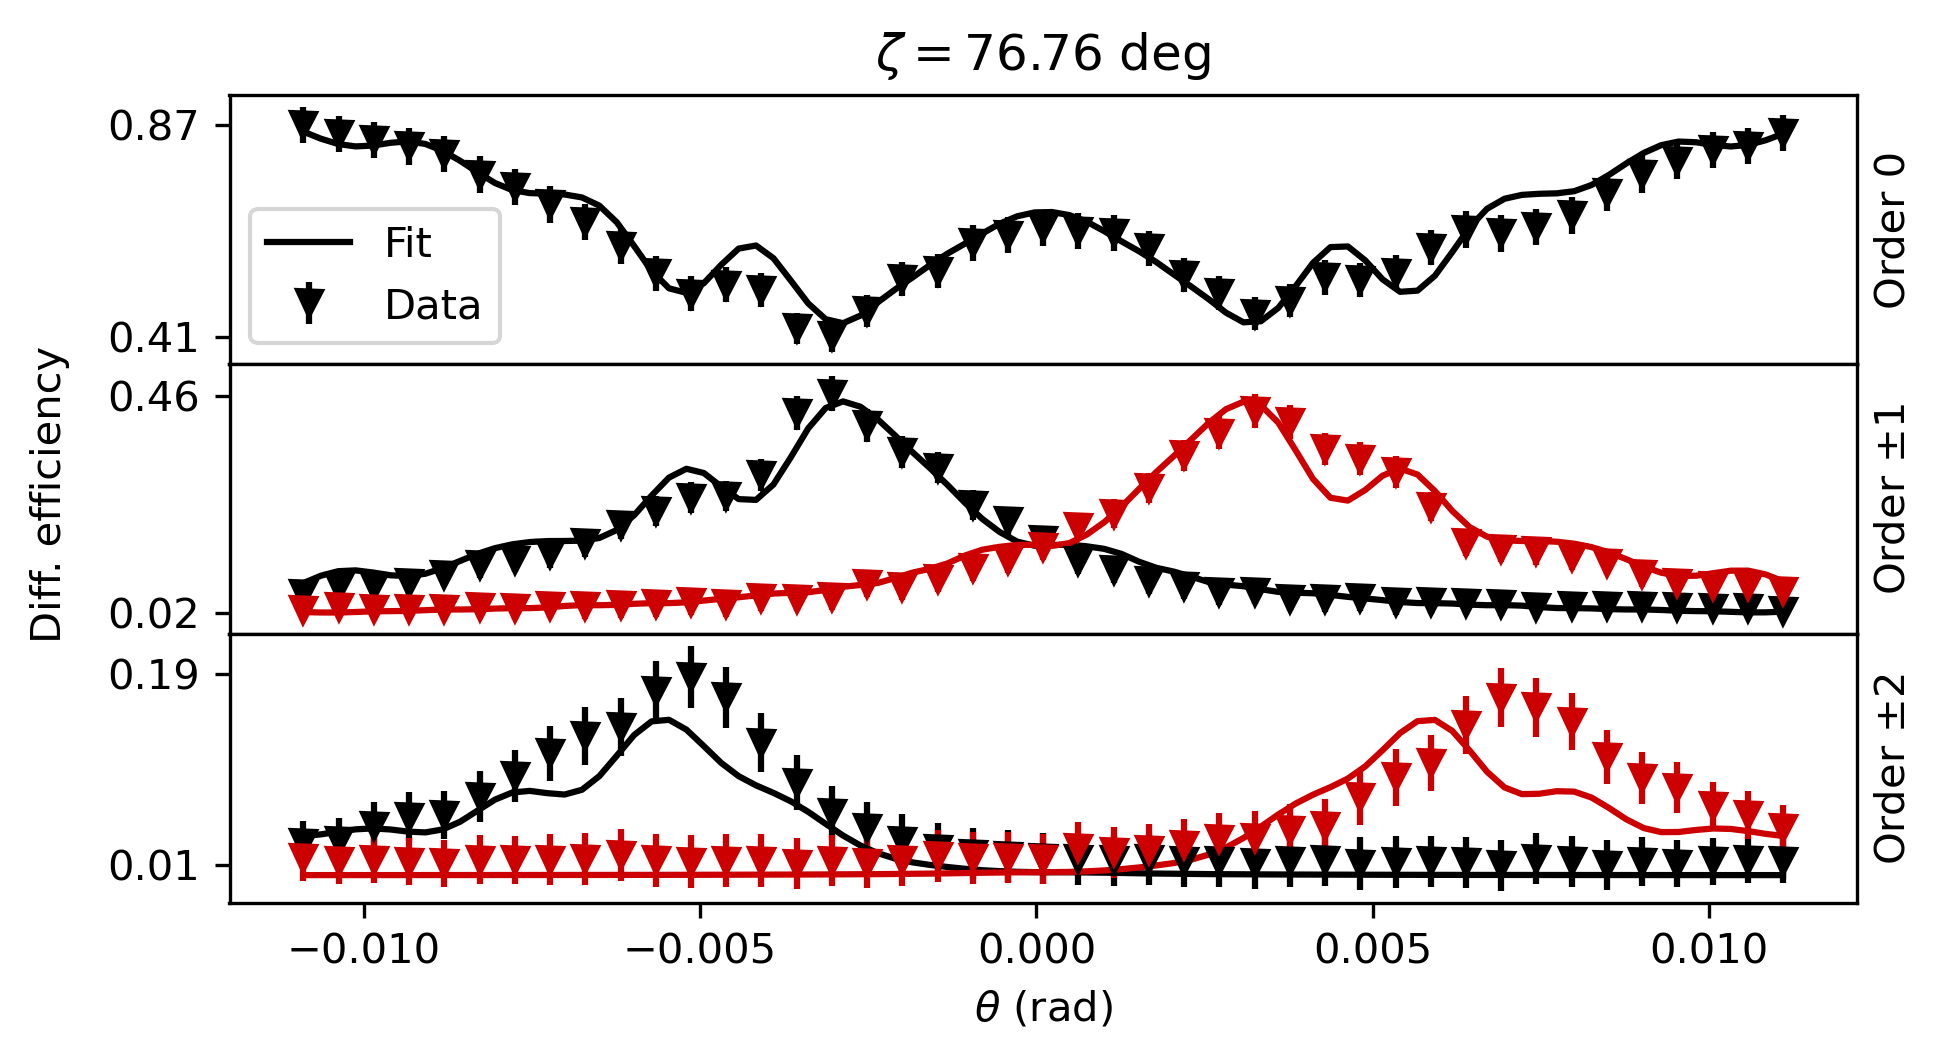 ζ = 76.76 deg
0.87
0.41
Fit
Data
Order 0
0.46
0.02
Order ±1
0.19
0.01
Order ±2
Diff. efficiency
−0.010
−0.005
0.000
0.005
0.010
θ (rad)